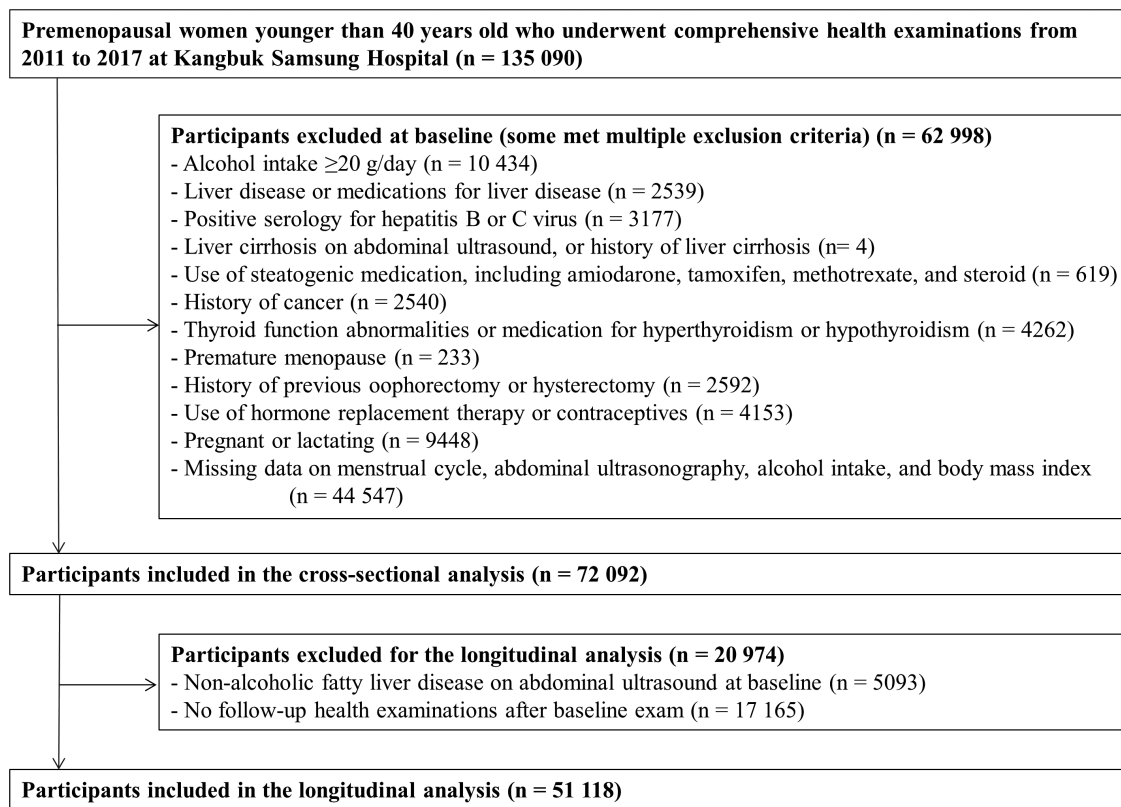 Premenopausal women younger than 40 years old who underwent comprehensive health examinations from
2011 to 2017 at Kangbuk Samsung Hospital (n = 135 090)
Participants excluded at baseline (some met multiple exclusion criteria) (n = 62 998)
- Alcohol intake ≥20 g/day (n = 10 434)
- Liver disease or medications for liver disease (n = 2539)
- Positive serology for hepatitis B or C virus (n = 3177)
- Liver cirrhosis on abdominal ultrasound, or history of liver cirrhosis (n= 4)
- Use of steatogenic medication, including amiodarone, tamoxifen, methotrexate, and steroid (n = 619)
- History of cancer (n = 2540)
- Thyroid function abnormalities or medication for hyperthyroidism or hypothyroidism (n = 4262)
- Premature menopause (n = 233)
- History of previous oophorectomy or hysterectomy (n = 2592)
- Use of hormone replacement therapy or contraceptives (n = 4153)
- Pregnant or lactating (n = 9448)
- Missing data on menstrual cycle, abdominal ultrasonography, alcohol intake, and body mass index
(n = 44 547)
Participants included in the cross-sectional analysis (n = 72 092)
Participants excluded for the longitudinal analysis (n = 20 974)
- Non-alcoholic fatty liver disease on abdominal ultrasound at baseline (n = 5093)
- No follow-up health examinations after baseline exam (n = 17 165)
Participants included in the longitudinal analysis (n = 51 118)